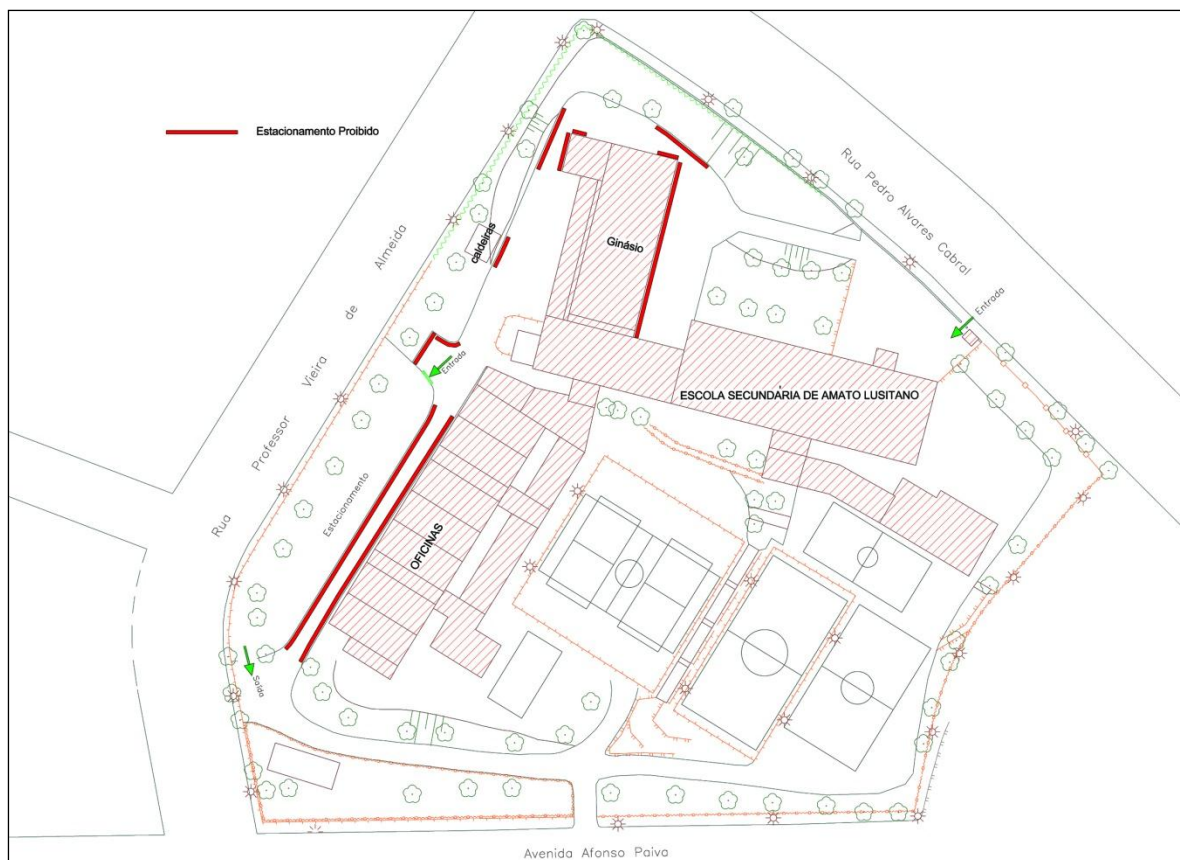 Estacionamento Proibido
Rua Pedro Alvares Cabral
Ginásio
caldeiras
Rua Professor Vieira de Almeida
Entrada
Entrada
ESCOLA SECUNDÁRIA DE AMATO LUSITANO
Estacionamento
OFICINAS
Saída
Avenida Afonso Paiva